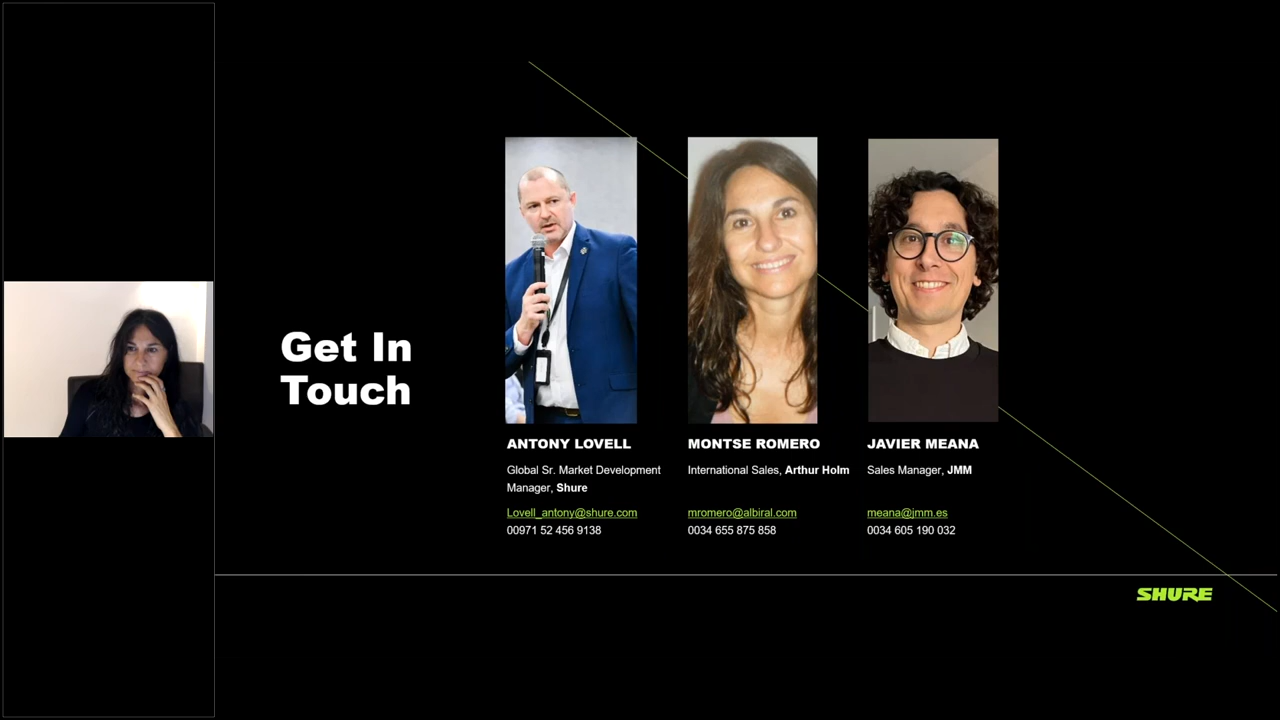 Get In
Touch
ANTONY LOVELL
Global Sr. Market Development
Manager, Shure
Lovell_antony@shure.com
00971 52 456 9138
MONTSE ROMERO
International Sales, Arthur Holm
mromero@albiral.com
0034 655 875 858
JAVIER MEANA
Sales Manager, JMM
meana@jmm.es
0034 605 190 032
SHURE